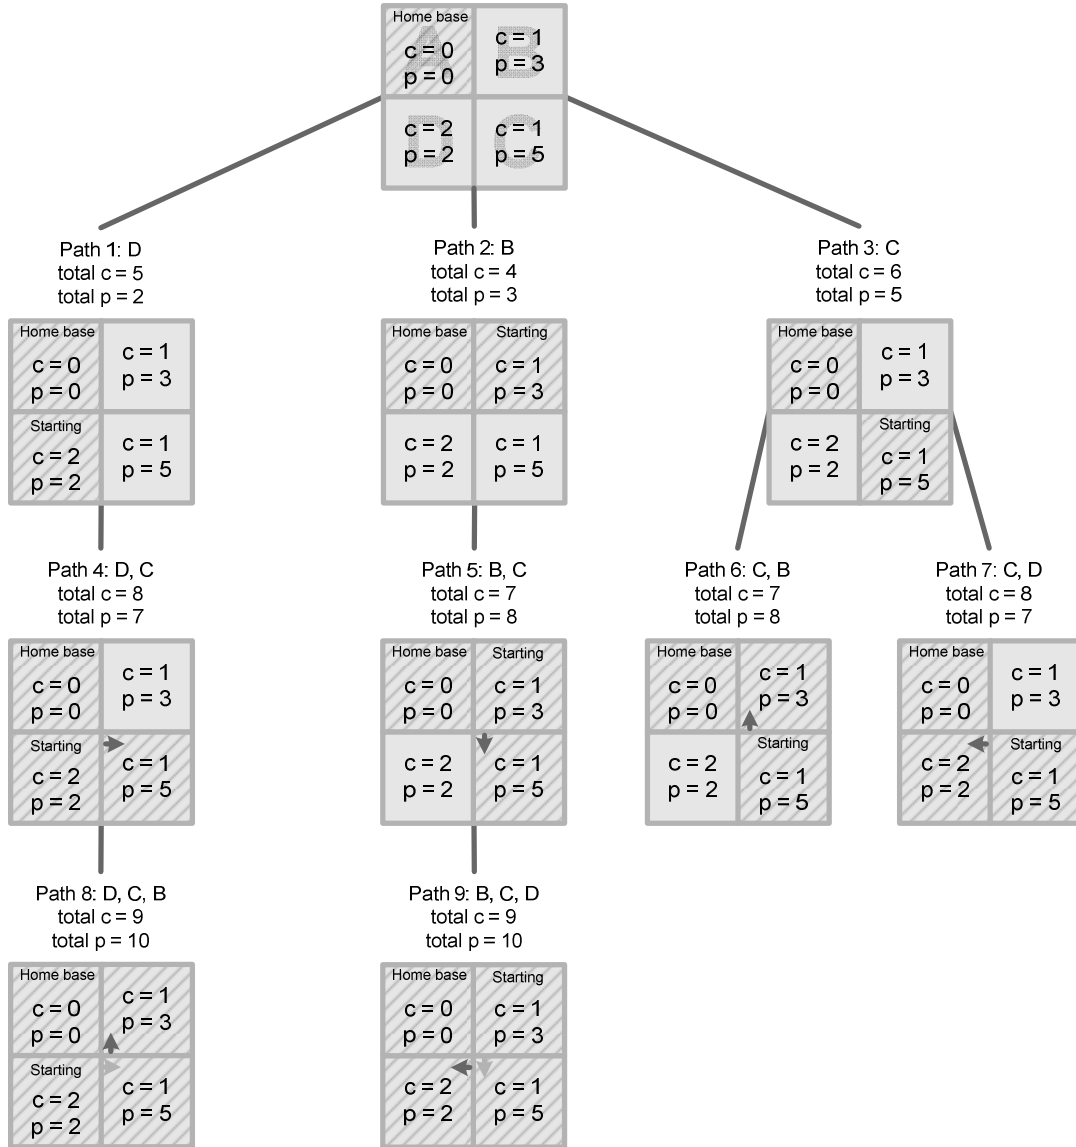 Home base
A
c = 0
p = 0
B
c = 1
p = 3
D
c = 2
p = 2
C
c = 1
p = 5
Path 1: D
total c = 5
total p = 2
Home base
c = 0
p = 0
c = 1
p = 3
Starting
c = 2
p = 2
c = 1
p = 5
Path 2: B
total c = 4
total p = 3
Home base
c = 0
p = 0
Starting
c = 1
p = 3
c = 2
p = 2
c = 1
p = 5
Path 3: C
total c = 6
total p = 5
Home base
c = 0
p = 0
c = 1
p = 3
c = 2
p = 2
Starting
c = 1
p = 5
Path 4: D, C
total c = 8
total p = 7
Home base
c = 0
p = 0
c = 1
p = 3
Starting
c = 2
p = 2
c = 1
p = 5
Path 5: B, C
total c = 7
total p = 8
Home base
c = 0
p = 0
Starting
c = 1
p = 3
c = 2
p = 2
c = 1
p = 5
Path 6: C, B
total c = 7
total p = 8
Home base
c = 0
p = 0
c = 1
p = 3
c = 2
p = 2
Starting
c = 1
p = 5
Path 7: C, D
total c = 8
total p = 7
Home base
c = 0
p = 0
c = 1
p = 3
c = 2
p = 2
Starting
c = 1
p = 5
Path 8: D, C, B
total c = 9
total p = 10
Home base
c = 0
p = 0
c = 1
p = 3
Starting
c = 2
p = 2
c = 1
p = 5
Path 9: B, C, D
total c = 9
total p = 10
Home base
c = 0
p = 0
Starting
c = 1
p = 3
c = 2
p = 2
c = 1
p = 5